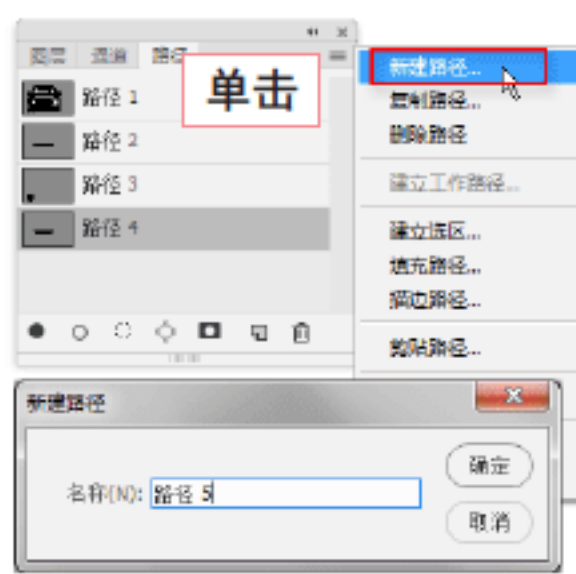 图层 通道 路径
单击
路径 1
路径 2
路径 3
路径 4
新建路径...
复制路径...
删除路径
建立工作路径...
建立选区...
填充路径...
描边路径...
剪贴路径...
新建路径
名称(N): 路径 5
确定
取消